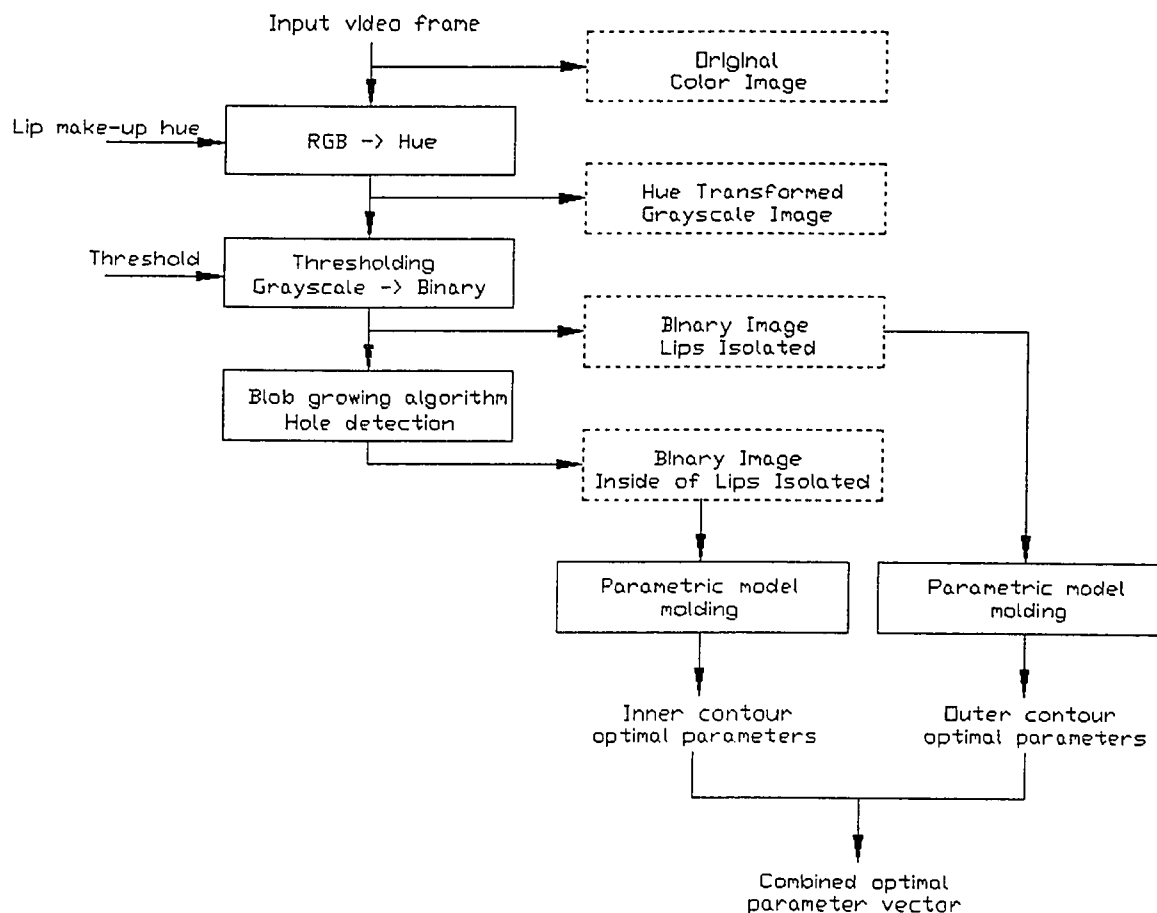 Input video frame
Original
Color Image
Lip make-up hue
RGB -> Hue
Hue Transformed
Grayscale Image
Threshold
Thresholding
Grayscale -> Binary
Binary Image
Lips Isolated
Blob growing algorithm
Hole detection
Binary Image
Inside of Lips Isolated
Parametric model
molding
Parametric model
molding
Inner contour
optimal parameters
Outer contour
optimal parameters
Combined optimal
parameter vector